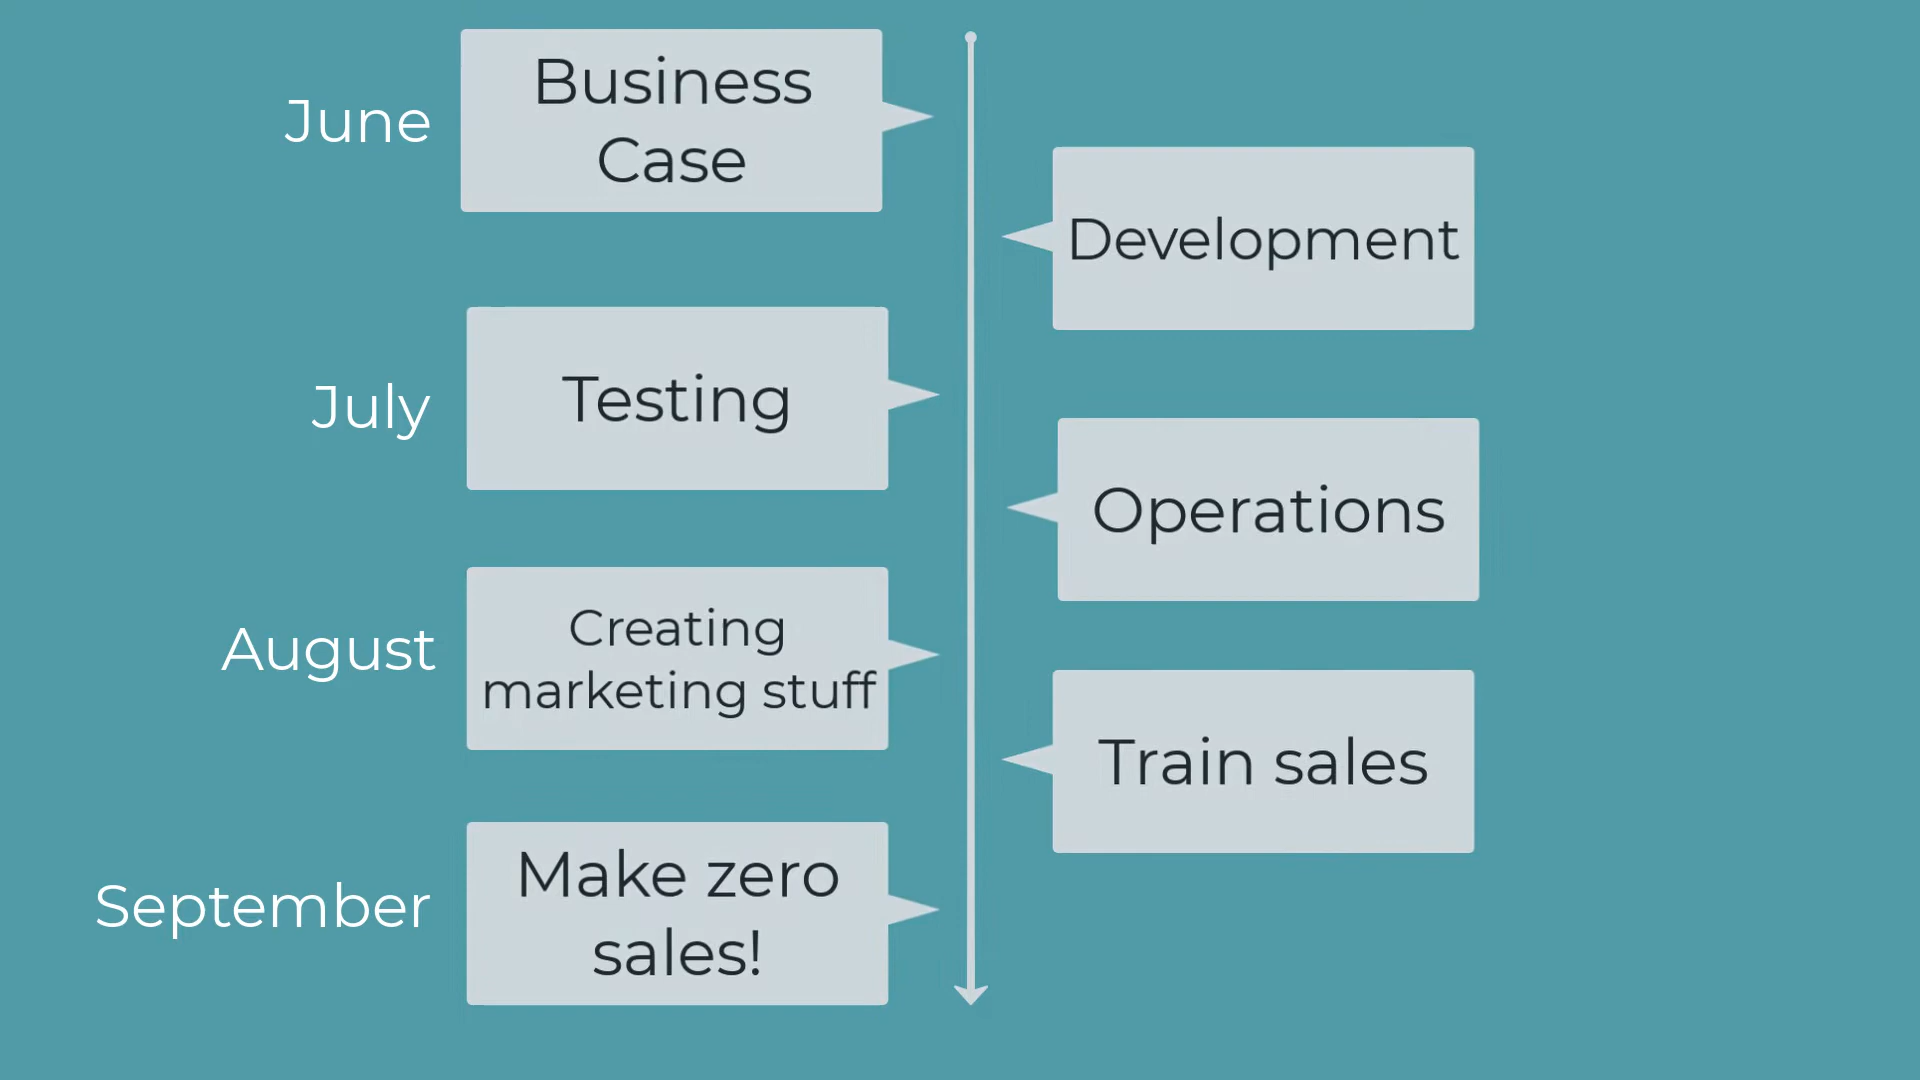 June
Business
Case
Development
July
Testing
Operations
August
Creating
marketing stuff
Train sales
September
Make zero
sales!